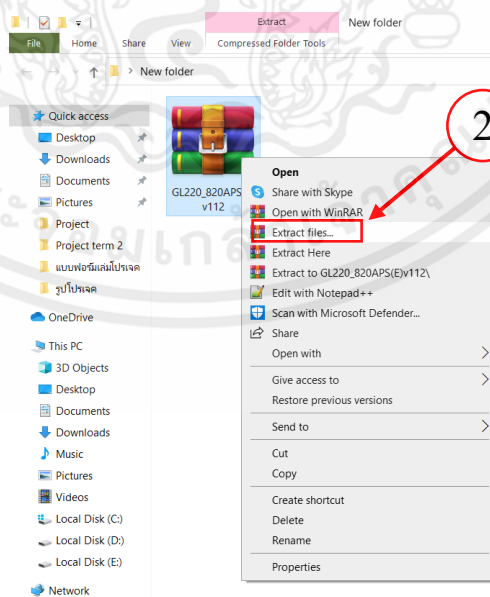 Extract
New folder
File Home Share View Compressed Folder Tools
New folder
Quick access
Desktop
Downloads
Documents
Pictures
Project
Project term 2
แบบฟอร์มเล่มโปรเจค
รูปโปรเจค
OneDrive
This PC
3D Objects
Desktop
Documents
Downloads
Music
Pictures
Videos
Local Disk (C:)
Local Disk (D:)
Local Disk (E:)
Network
GL220_820APS
v112
2
Open
Share with Skype
Open with WinRAR
Extract files...
Extract Here
Extract to GL220_820APS(E)v112\
Edit with Notepad++
Scan with Microsoft Defender...
Share
Open with
Give access to
Restore previous versions
Send to
Cut
Copy
Create shortcut
Delete
Rename
Properties